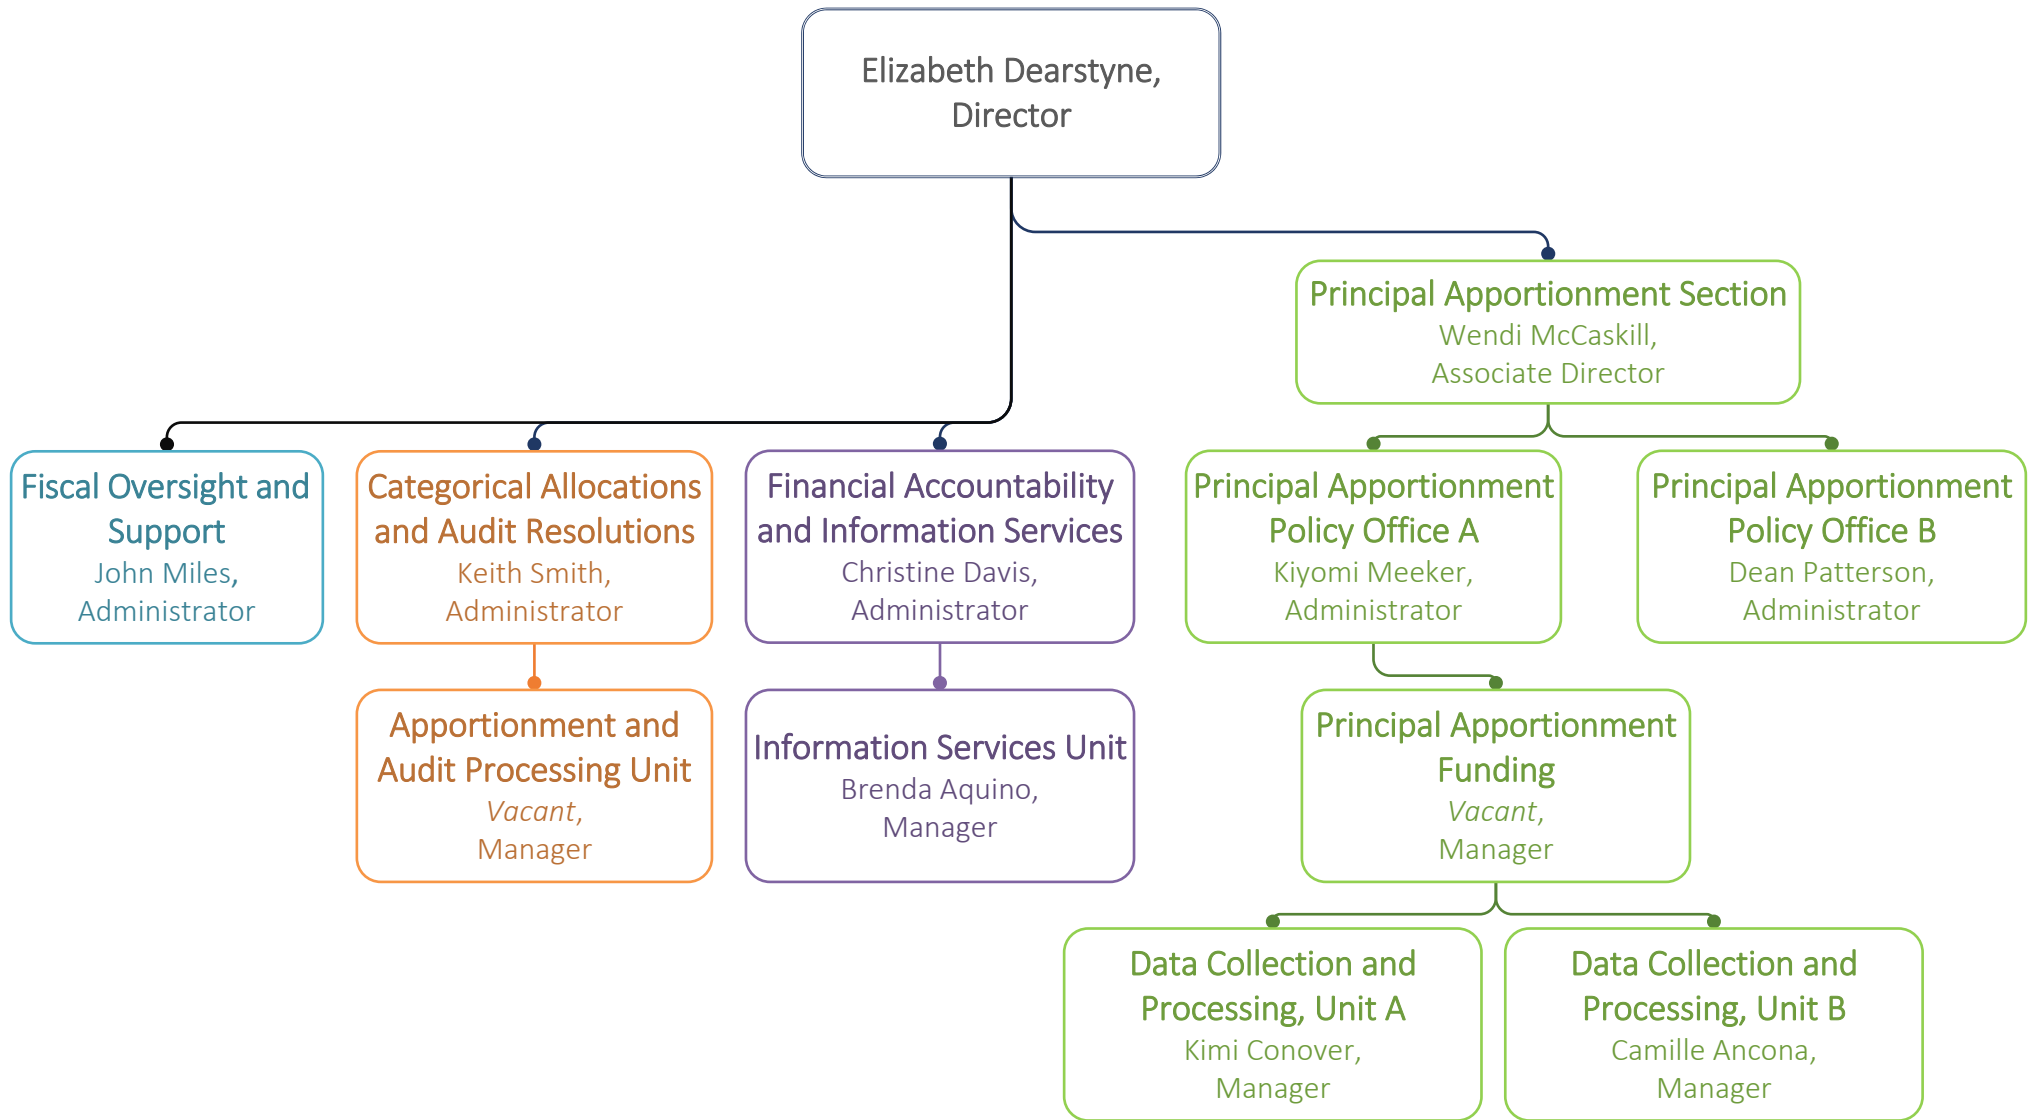 Elizabeth Dearstyne,
Director
Principal Apportionment Section
Wendi McCaskill,
Associate Director
Fiscal Oversight and
Support
John Miles,
Administrator
Categorical Allocations
and Audit Resolutions
Keith Smith,
Administrator
Financial Accountability
and Information Services
Christine Davis,
Administrator
Principal Apportionment
Policy Office A
Kiyomi Meeker,
Administrator
Principal Apportionment
Policy Office B
Dean Patterson,
Administrator
Apportionment and
Audit Processing Unit
Vacant,
Manager
Information Services Unit
Brenda Aquino,
Manager
Principal Apportionment
Funding
Vacant,
Manager
Data Collection and
Processing, Unit A
Kimi Conover,
Manager
Data Collection and
Processing, Unit B
Camille Ancona,
Manager